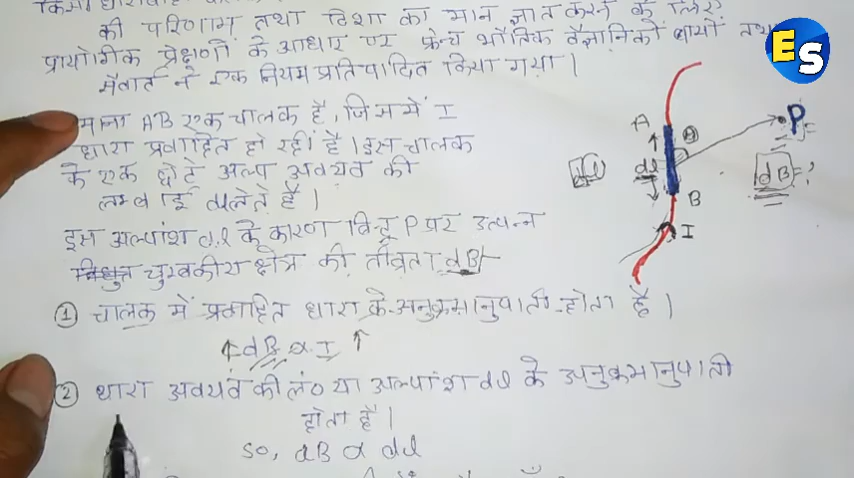 की परिणाम तथा दिशा का मान ज्ञात करने के लिए
प्रायोगीक प्रेक्षणों के आधार पर फ्रेन्च भौतिक वैज्ञानिकों बायो तथा
सेवार्ट ने एक नियम प्रतिपादित किया गया।
माना AB एक चालक है, जिसमें I
धारा प्रवाहित हो रही है। इस चालक
के एक छोटे अल्प अवयव की
लम्बाई dl लेते है।
इस अल्पांश dl के कारण बिन्दू P पर उत्पन्न
चुम्बकीय क्षेत्र की तीव्रता dB
① चालक में प्रवाहित धारा के अनुक्रमानुपाती होता है।
↑dB α I ↑
② धारा अवयव की लं० या अल्पांश dl के अनुक्रमानुपाती
होता है।
so, dB α dl
A
dl
dl
B
I
P
dB = ?
ES